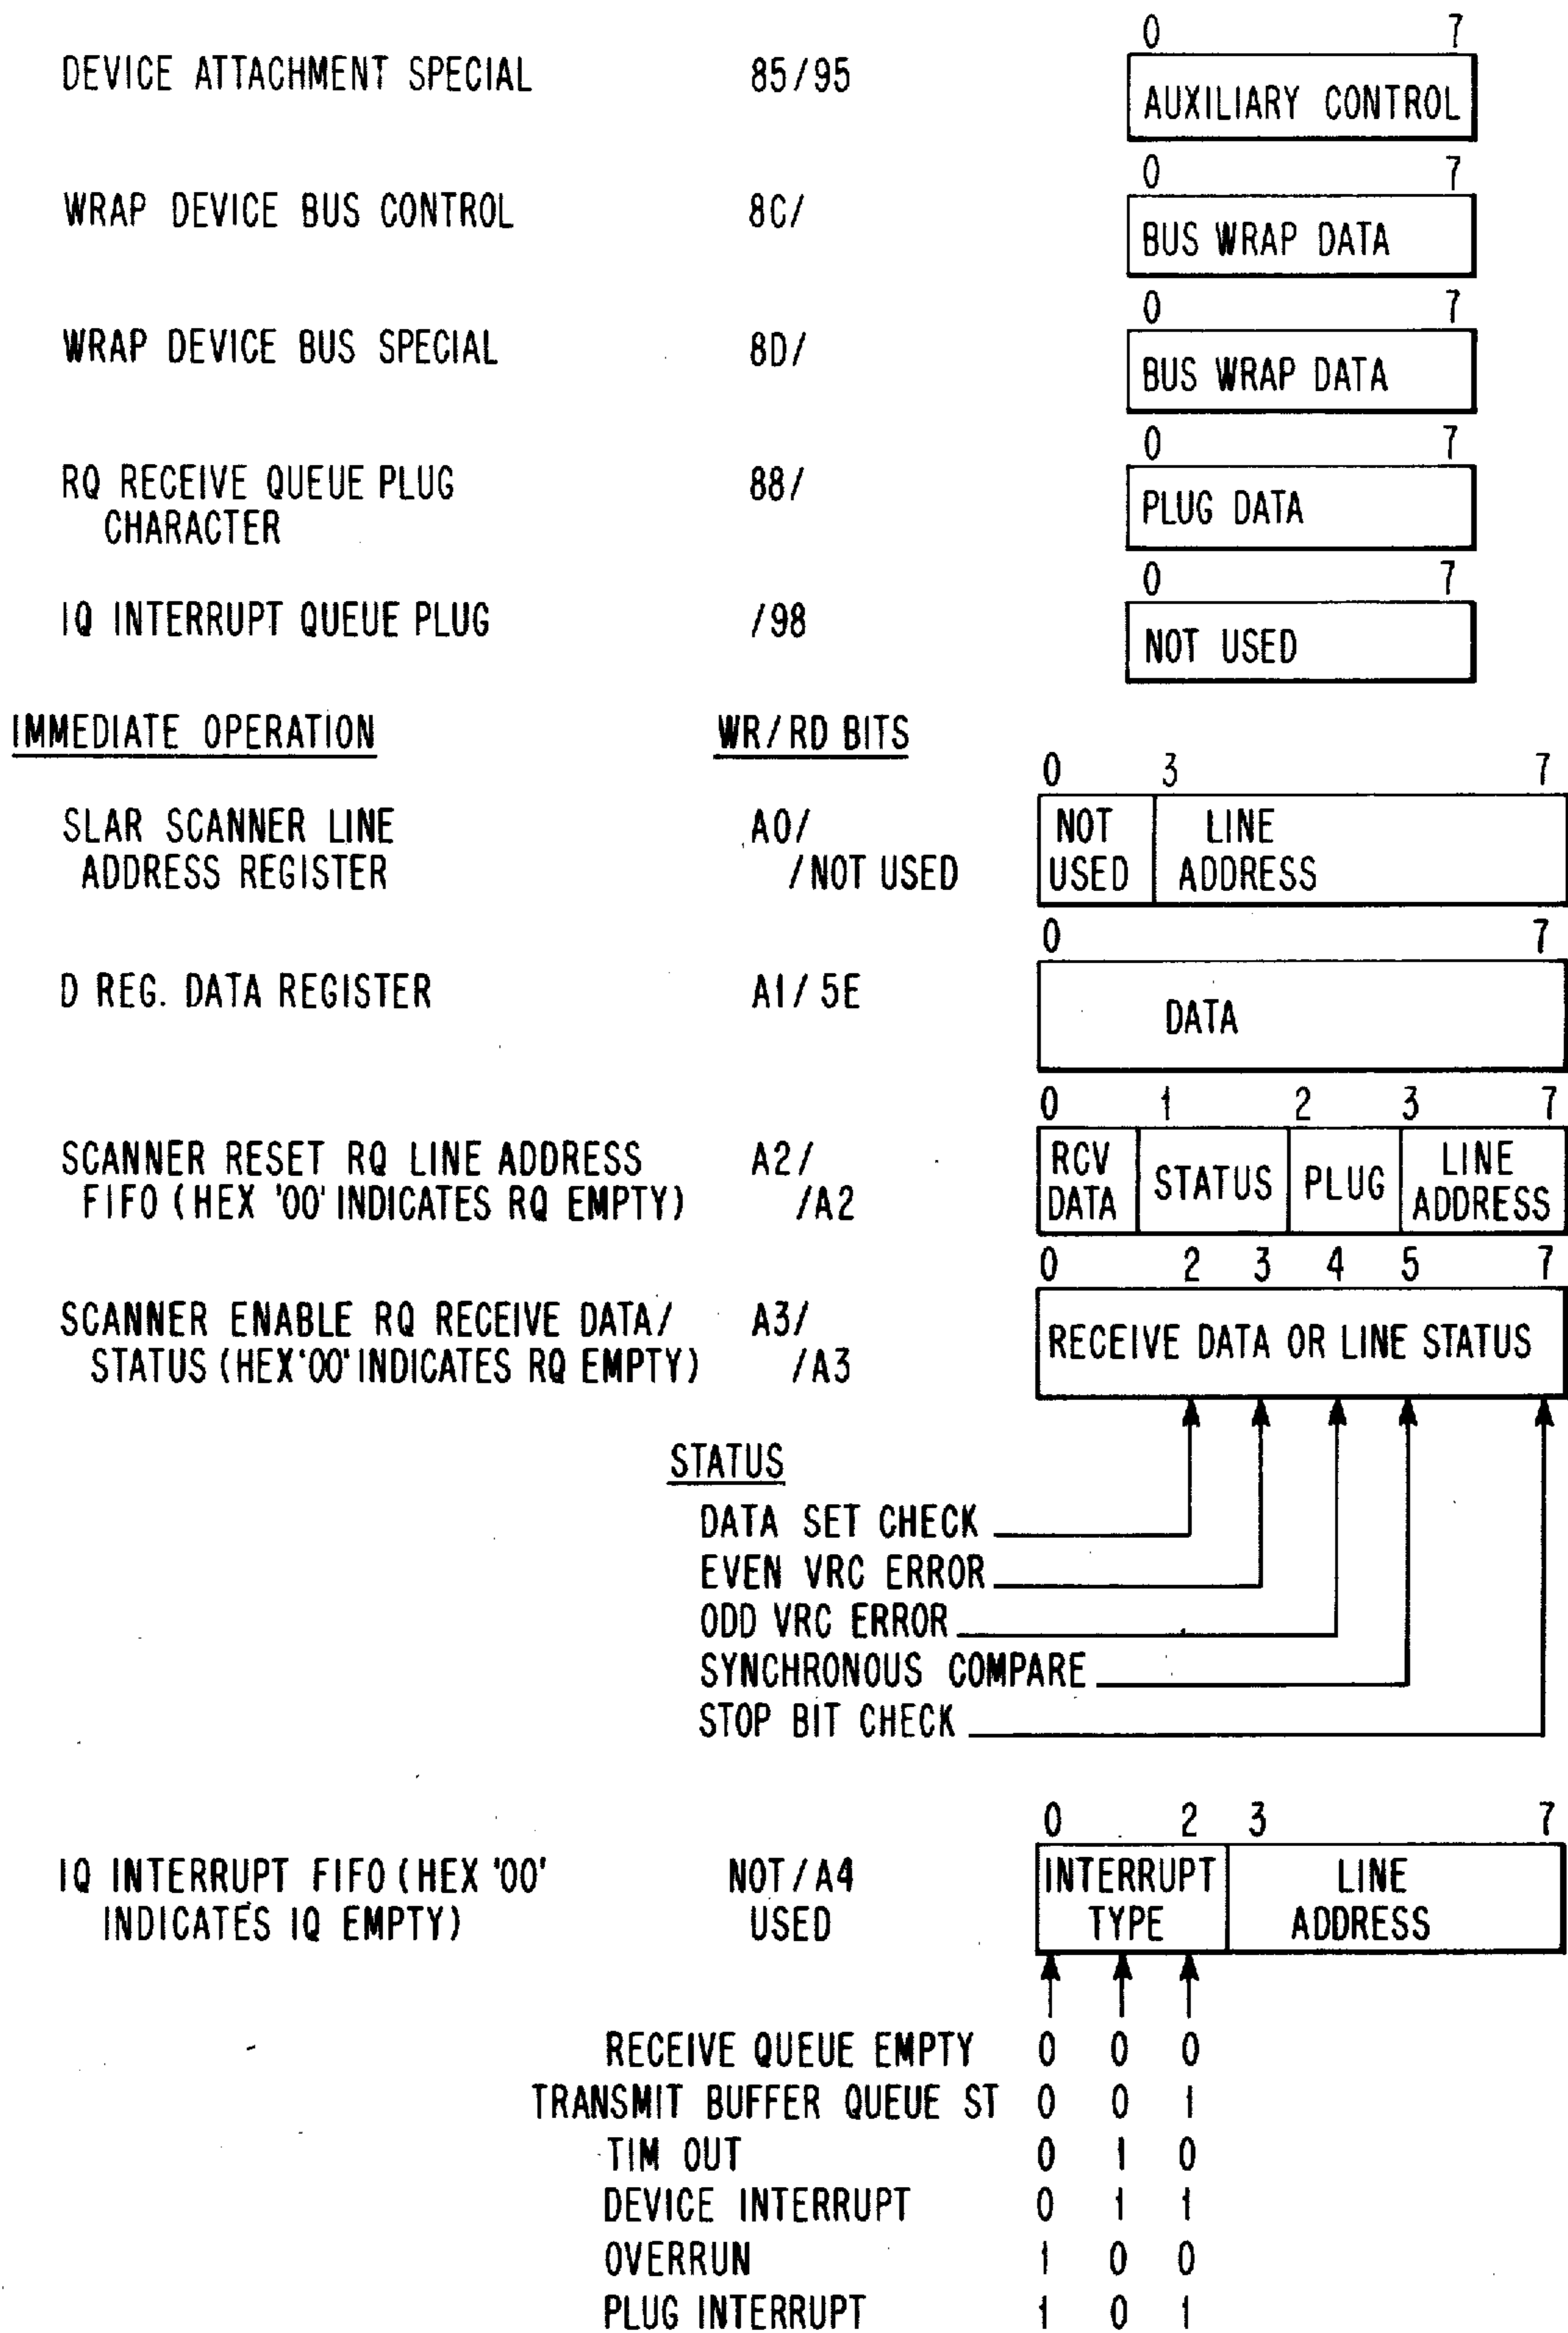 0 7
DEVICE ATTACHMENT SPECIAL 85/95 AUXILIARY CONTROL
0 7
WRAP DEVICE BUS CONTROL 8C/ BUS WRAP DATA
0 7
WRAP DEVICE BUS SPECIAL 8D/ BUS WRAP DATA
0 7
RQ RECEIVE QUEUE PLUG 88/ PLUG DATA
CHARACTER
0 7
IQ INTERRUPT QUEUE PLUG /98 NOT USED
IMMEDIATE OPERATION WR/RD BITS
0 3 7
SLAR SCANNER LINE A0/ NOT LINE
ADDRESS REGISTER /NOT USED USED ADDRESS
0 7
D REG. DATA REGISTER A1/5E DATA
0 1 2 3 7
SCANNER RESET RQ LINE ADDRESS A2/ RCV STATUS PLUG LINE
FIFO (HEX '00' INDICATES RQ EMPTY) /A2 DATA ADDRESS
0 2 3 4 5 7
SCANNER ENABLE RQ RECEIVE DATA/ A3/ RECEIVE DATA OR LINE STATUS
STATUS (HEX '00' INDICATES RQ EMPTY) /A3
STATUS
DATA SET CHECK
EVEN VRC ERROR
ODD VRC ERROR
SYNCHRONOUS COMPARE
STOP BIT CHECK
0 2 3 7
IQ INTERRUPT FIFO (HEX '00' NOT/A4 INTERRUPT LINE
INDICATES IQ EMPTY) USED TYPE ADDRESS
RECEIVE QUEUE EMPTY 0 0 0
TRANSMIT BUFFER QUEUE ST 0 0 1
TIM OUT 0 1 0
DEVICE INTERRUPT 0 1 1
OVERRUN 1 0 0
PLUG INTERRUPT 1 0 1